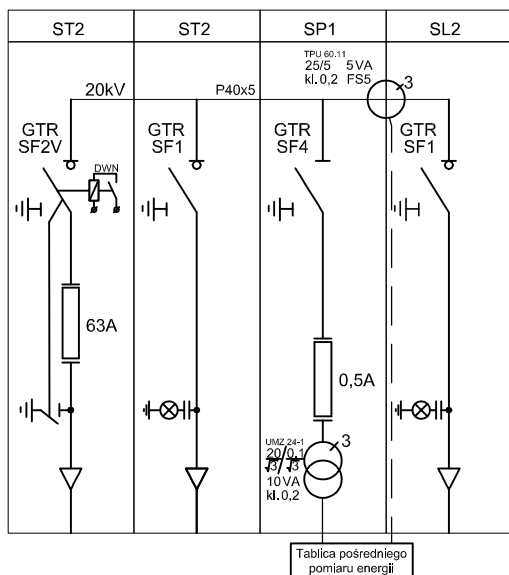 ST2
ST2
SP1
SL2
TPU 60.11
25/5 5VA
kl.0,2 FS5
3
20kV
P40x5
GTR
SF2V
GTR
SF1
GTR
SF4
GTR
SF1
DWN
63A
0,5A
UMZ 24-1
20/0,1
√3/√3
3
10VA
kl.0,2
Tablica pośredniego
pomiaru energii